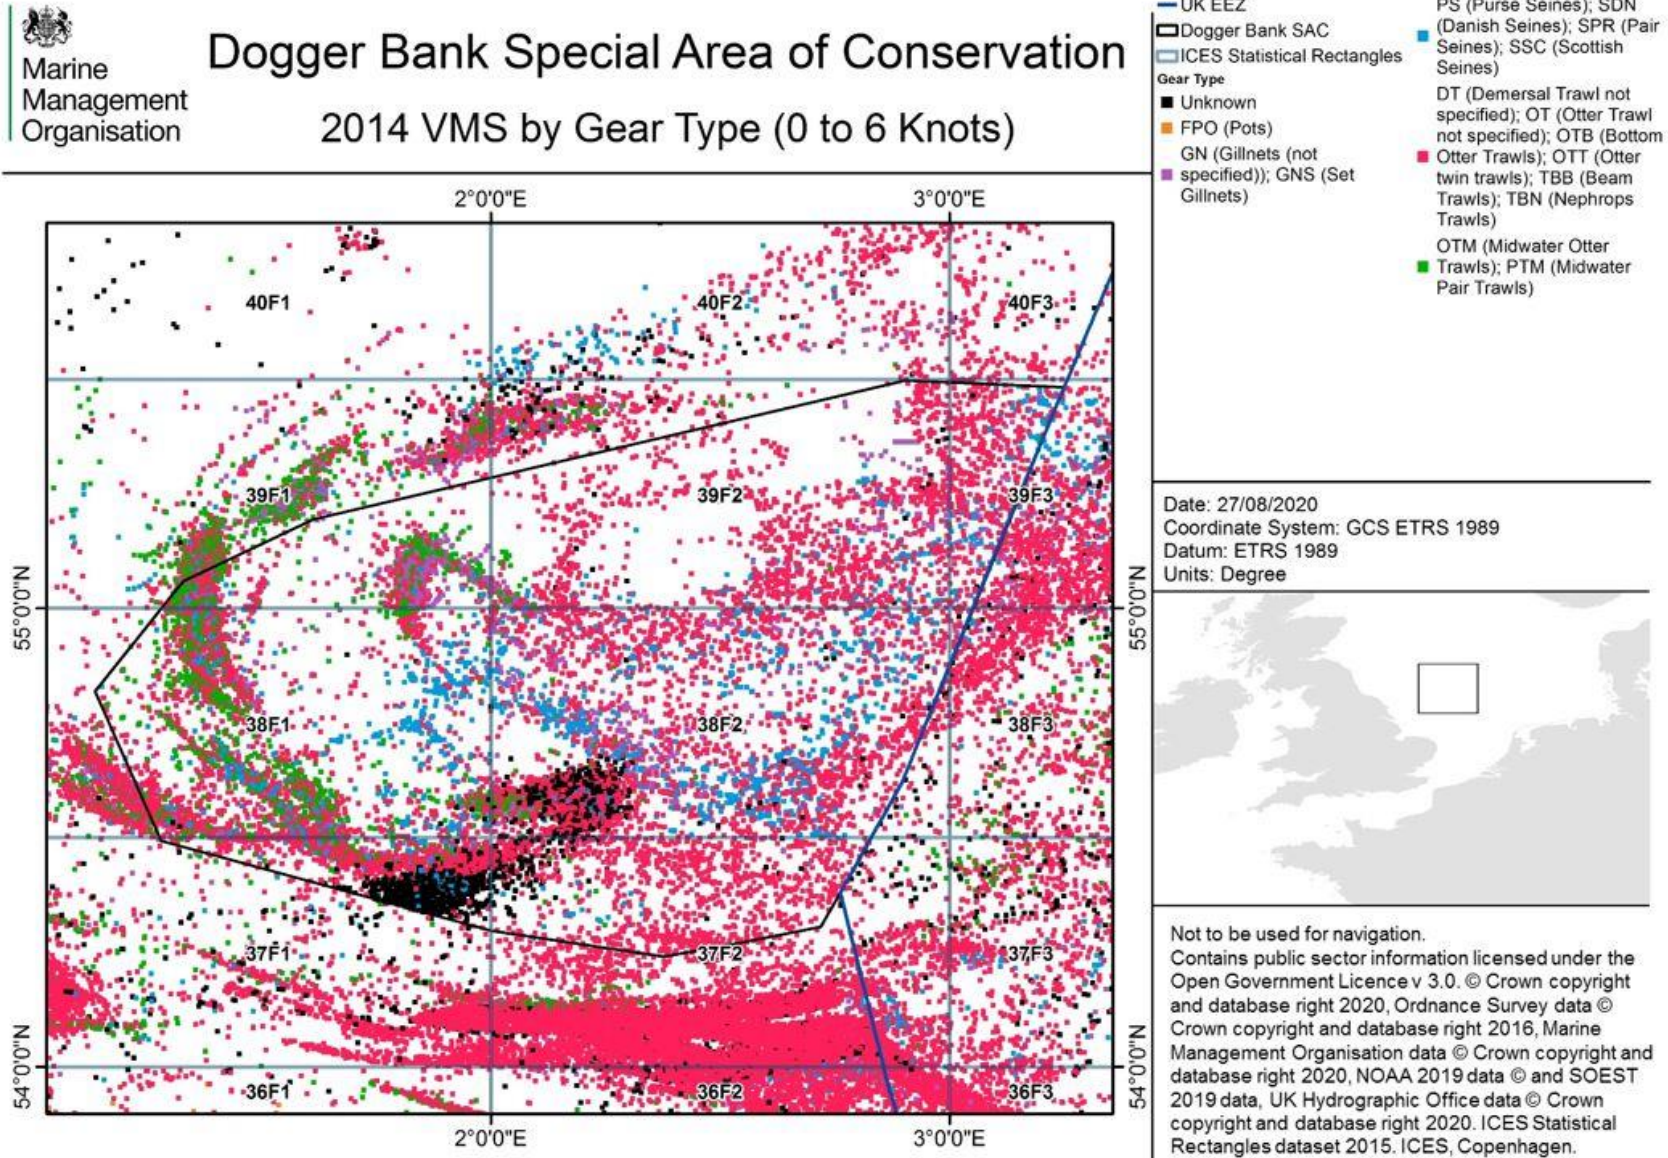 Marine
Management
Organisation
Dogger Bank Special Area of Conservation
2014 VMS by Gear Type (0 to 6 Knots)
UK EEZ
Dogger Bank SAC
ICES Statistical Rectangles
Gear Type
Unknown
FPO (Pots)
GN (Gillnets (not
specified)); GNS (Set
Gillnets)
PS (Purse Seines); SDN
(Danish Seines); SPR (Pair
Seines); SSC (Scottish
Seines)
DT (Demersal Trawl not
specified); OT (Otter Trawl
not specified); OTB (Bottom
Otter Trawls); OTT (Otter
twin trawls); TBB (Beam
Trawls); TBN (Nephrops
Trawls)
OTM (Midwater Otter
Trawls); PTM (Midwater
Pair Trawls)
2°0'0"E
3°0'0"E
40F1
40F2
40F3
39F1
39F2
39F3
55°0'0"N
55°0'0"N
38F1
38F2
38F3
37F1
37F2
37F3
54°0'0"N
54°0'0"N
36F1
36F2
36F3
2°0'0"E
3°0'0"E
Date: 27/08/2020
Coordinate System: GCS ETRS 1989
Datum: ETRS 1989
Units: Degree
Not to be used for navigation.
Contains public sector information licensed under the
Open Government Licence v 3.0. © Crown copyright
and database right 2020, Ordnance Survey data ©
Crown copyright and database right 2016, Marine
Management Organisation data © Crown copyright and
database right 2020, NOAA 2019 data © and SOEST
2019 data, UK Hydrographic Office data © Crown
copyright and database right 2020. ICES Statistical
Rectangles dataset 2015. ICES, Copenhagen.